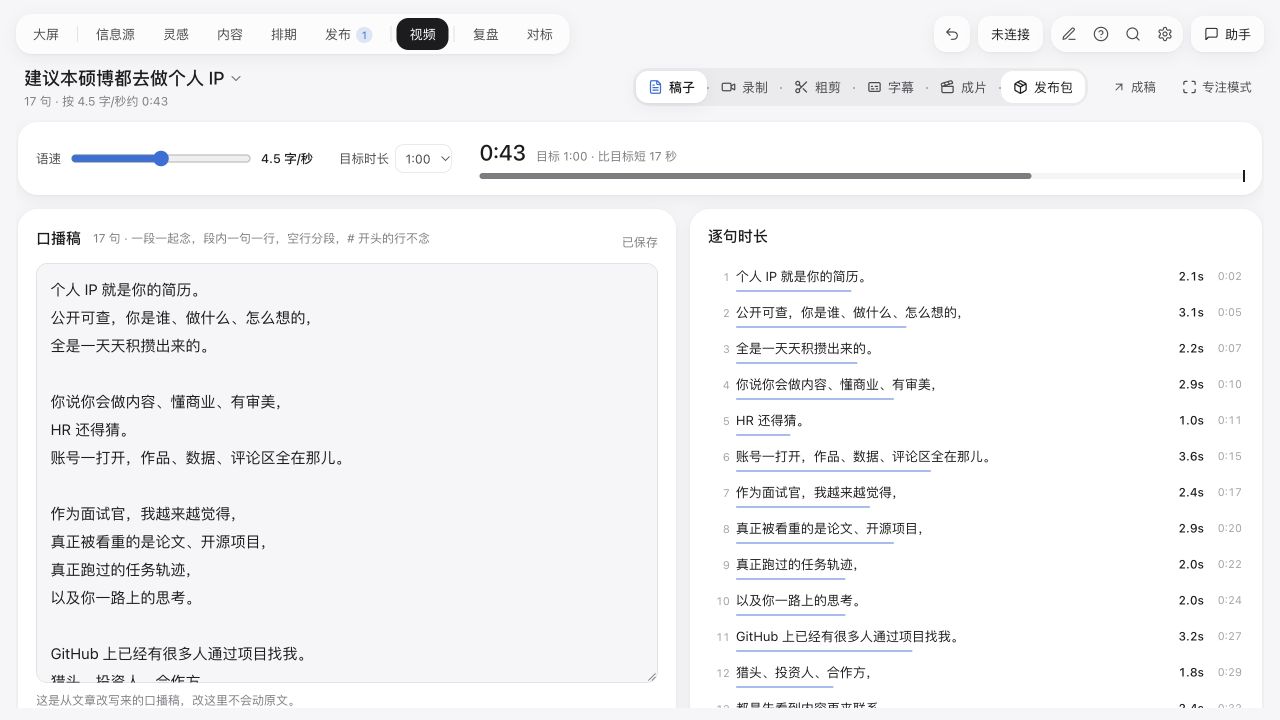 大屏 信息源 灵感 内容 排期 发布 1 视频 复盘 对标 未连接 助手
建议本硕博都去做个人 IP
17 句 · 按 4.5 字/秒约 0:43
稿子 · 录制 · 粗剪 · 字幕 · 成片 · 发布包 成稿 专注模式
语速 4.5 字/秒 目标时长 1:00 0:43 目标 1:00 · 比目标短 17 秒
口播稿 17 句 · 一段一起念，段内一句一行，空行分段，# 开头的行不念 已保存
个人 IP 就是你的简历。
公开可查，你是谁、做什么、怎么想的，
全是一天天积攒出来的。
你说你会做内容、懂商业、有审美，
HR 还得猜。
账号一打开，作品、数据、评论区全在那儿。
作为面试官，我越来越觉得，
真正被看重的是论文、开源项目，
真正跑过的任务轨迹，
以及你一路上的思考。
GitHub 上已经有很多人通过项目找我。
猎头、投资人、合作方，
这是从文章改写来的口播稿，改这里不会动原文。
逐句时长
1 个人 IP 就是你的简历。 2.1s 0:02
2 公开可查，你是谁、做什么、怎么想的， 3.1s 0:05
3 全是一天天积攒出来的。 2.2s 0:07
4 你说你会做内容、懂商业、有审美， 2.9s 0:10
5 HR 还得猜。 1.0s 0:11
6 账号一打开，作品、数据、评论区全在那儿。 3.6s 0:15
7 作为面试官，我越来越觉得， 2.4s 0:17
8 真正被看重的是论文、开源项目， 2.9s 0:20
9 真正跑过的任务轨迹， 2.0s 0:22
10 以及你一路上的思考。 2.0s 0:24
11 GitHub 上已经有很多人通过项目找我。 3.2s 0:27
12 猎头、投资人、合作方， 1.8s 0:29